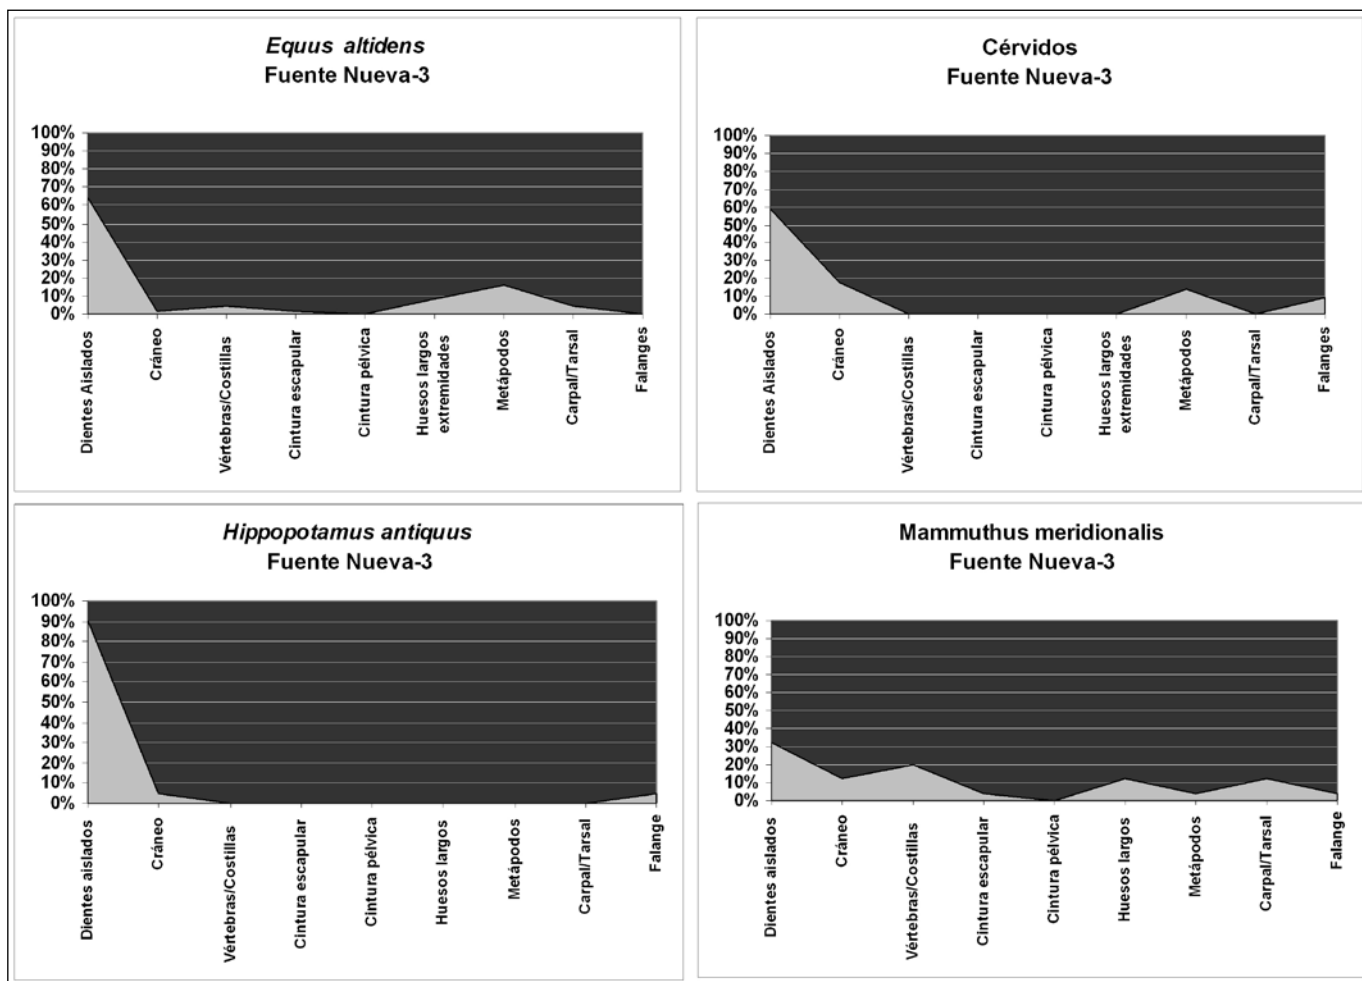 Equus altidens
Fuente Nueva-3
100%
90%
80%
70%
60%
50%
40%
30%
20%
10%
0%
Dientes Aislados
Cráneo
Vértebras/Costillas
Cintura escapular
Cintura pélvica
Huesos largos
extremidades
Metápodos
Carpal/Tarsal
Falanges
Cérvidos
Fuente Nueva-3
100%
90%
80%
70%
60%
50%
40%
30%
20%
10%
0%
Dientes Aislados
Cráneo
Vértebras/Costillas
Cintura escapular
Cintura pélvica
Huesos largos
extremidades
Metápodos
Carpal/Tarsal
Falanges
Hippopotamus antiquus
Fuente Nueva-3
100%
90%
80%
70%
60%
50%
40%
30%
20%
10%
0%
Dientes aislados
Cráneo
Vértebras/Costillas
Cintura escapular
Cintura pélvica
Huesos largos
Metápodos
Carpal/Tarsal
Falange
Mammuthus meridionalis
Fuente Nueva-3
100%
90%
80%
70%
60%
50%
40%
30%
20%
10%
0%
Dientes aislados
Cráneo
Vértebras/Costillas
Cintura escapular
Cintura pélvica
Huesos largos
Metápodos
Carpal/Tarsal
Falange